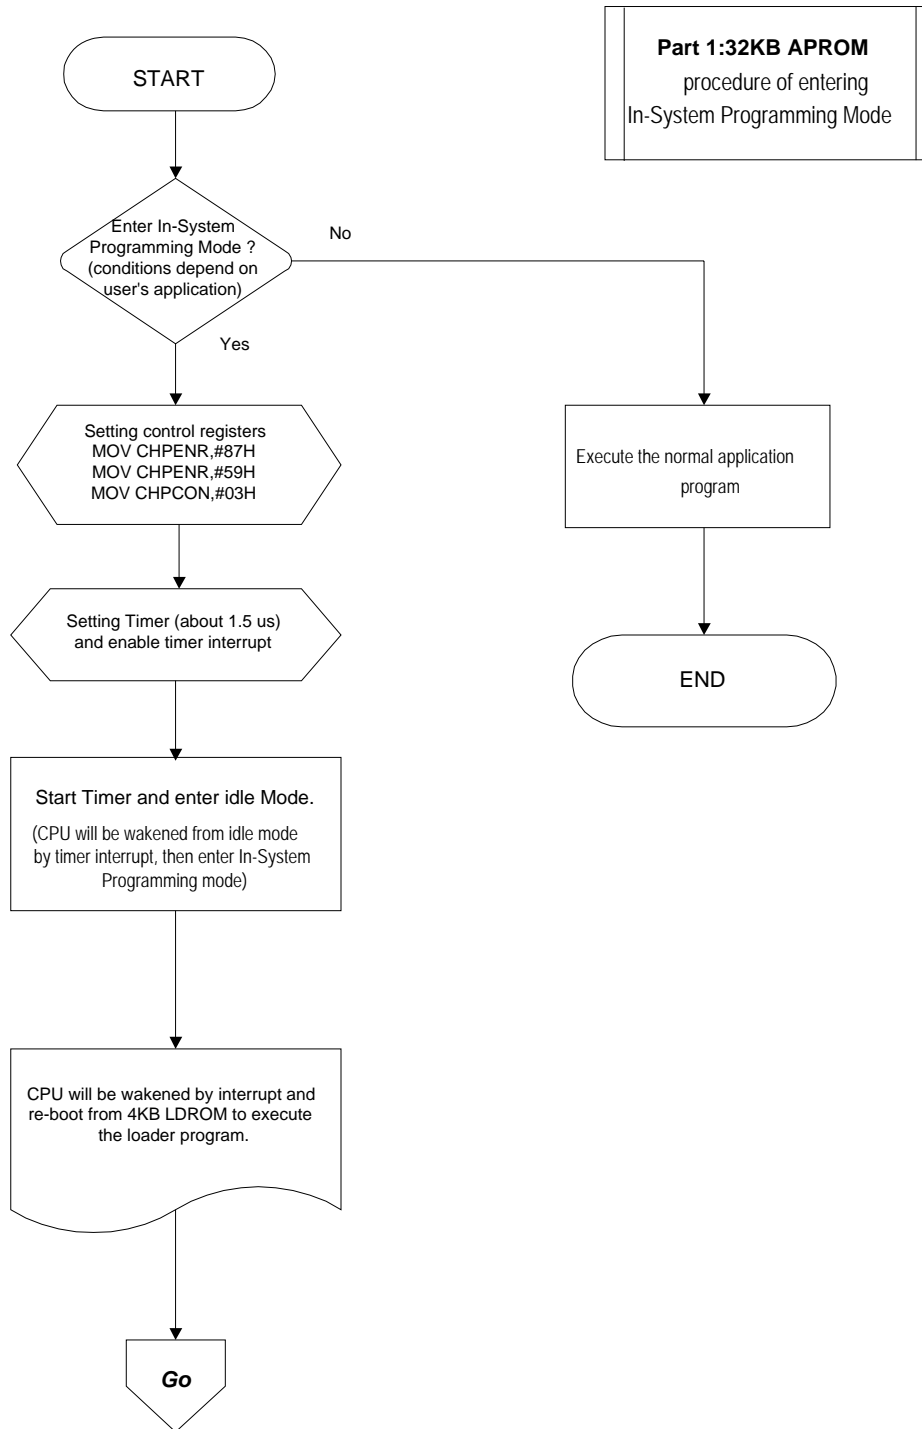 Part 1:32KB APROM
procedure of entering
In-System Programming Mode
START
Enter In-System
Programming Mode ?
(conditions depend on
user's application)
No
Yes
Setting control registers
MOV CHPENR,#87H
MOV CHPENR,#59H
MOV CHPCON,#03H
Execute the normal application
program
Setting Timer (about 1.5 us)
and enable timer interrupt
END
Start Timer and enter idle Mode.
(CPU will be wakened from idle mode
by timer interrupt, then enter In-System
Programming mode)
CPU will be wakened by interrupt and
re-boot from 4KB LDROM to execute
the loader program.
Go